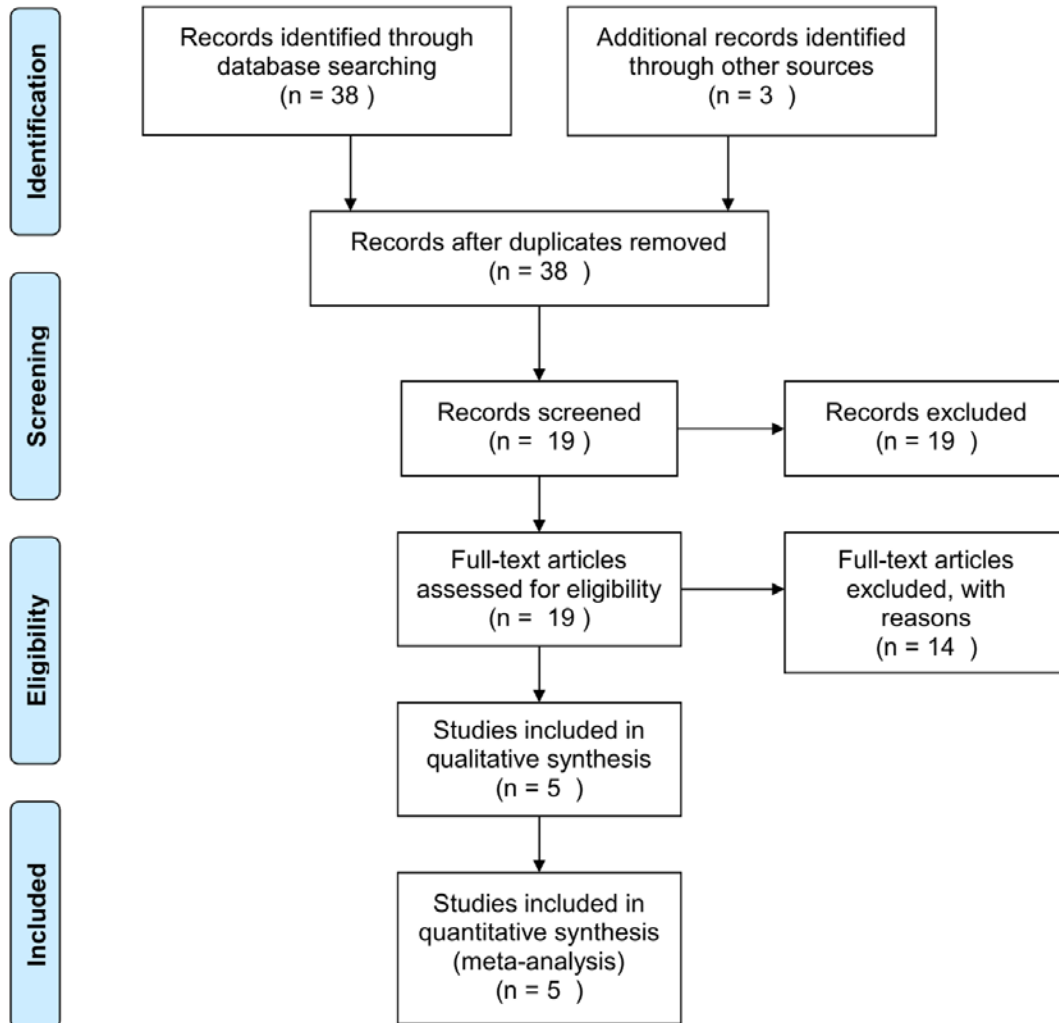 Identification
Records identified through
database searching
(n = 38 )
Additional records identified
through other sources
(n = 3 )
Records after duplicates removed
(n = 38 )
Screening
Records screened
(n = 19 )
Records excluded
(n = 19 )
Eligibility
Full-text articles
assessed for eligibility
(n = 19 )
Full-text articles
excluded, with
reasons
(n = 14 )
Studies included in
qualitative synthesis
(n = 5 )
Included
Studies included in
quantitative synthesis
(meta-analysis)
(n = 5 )